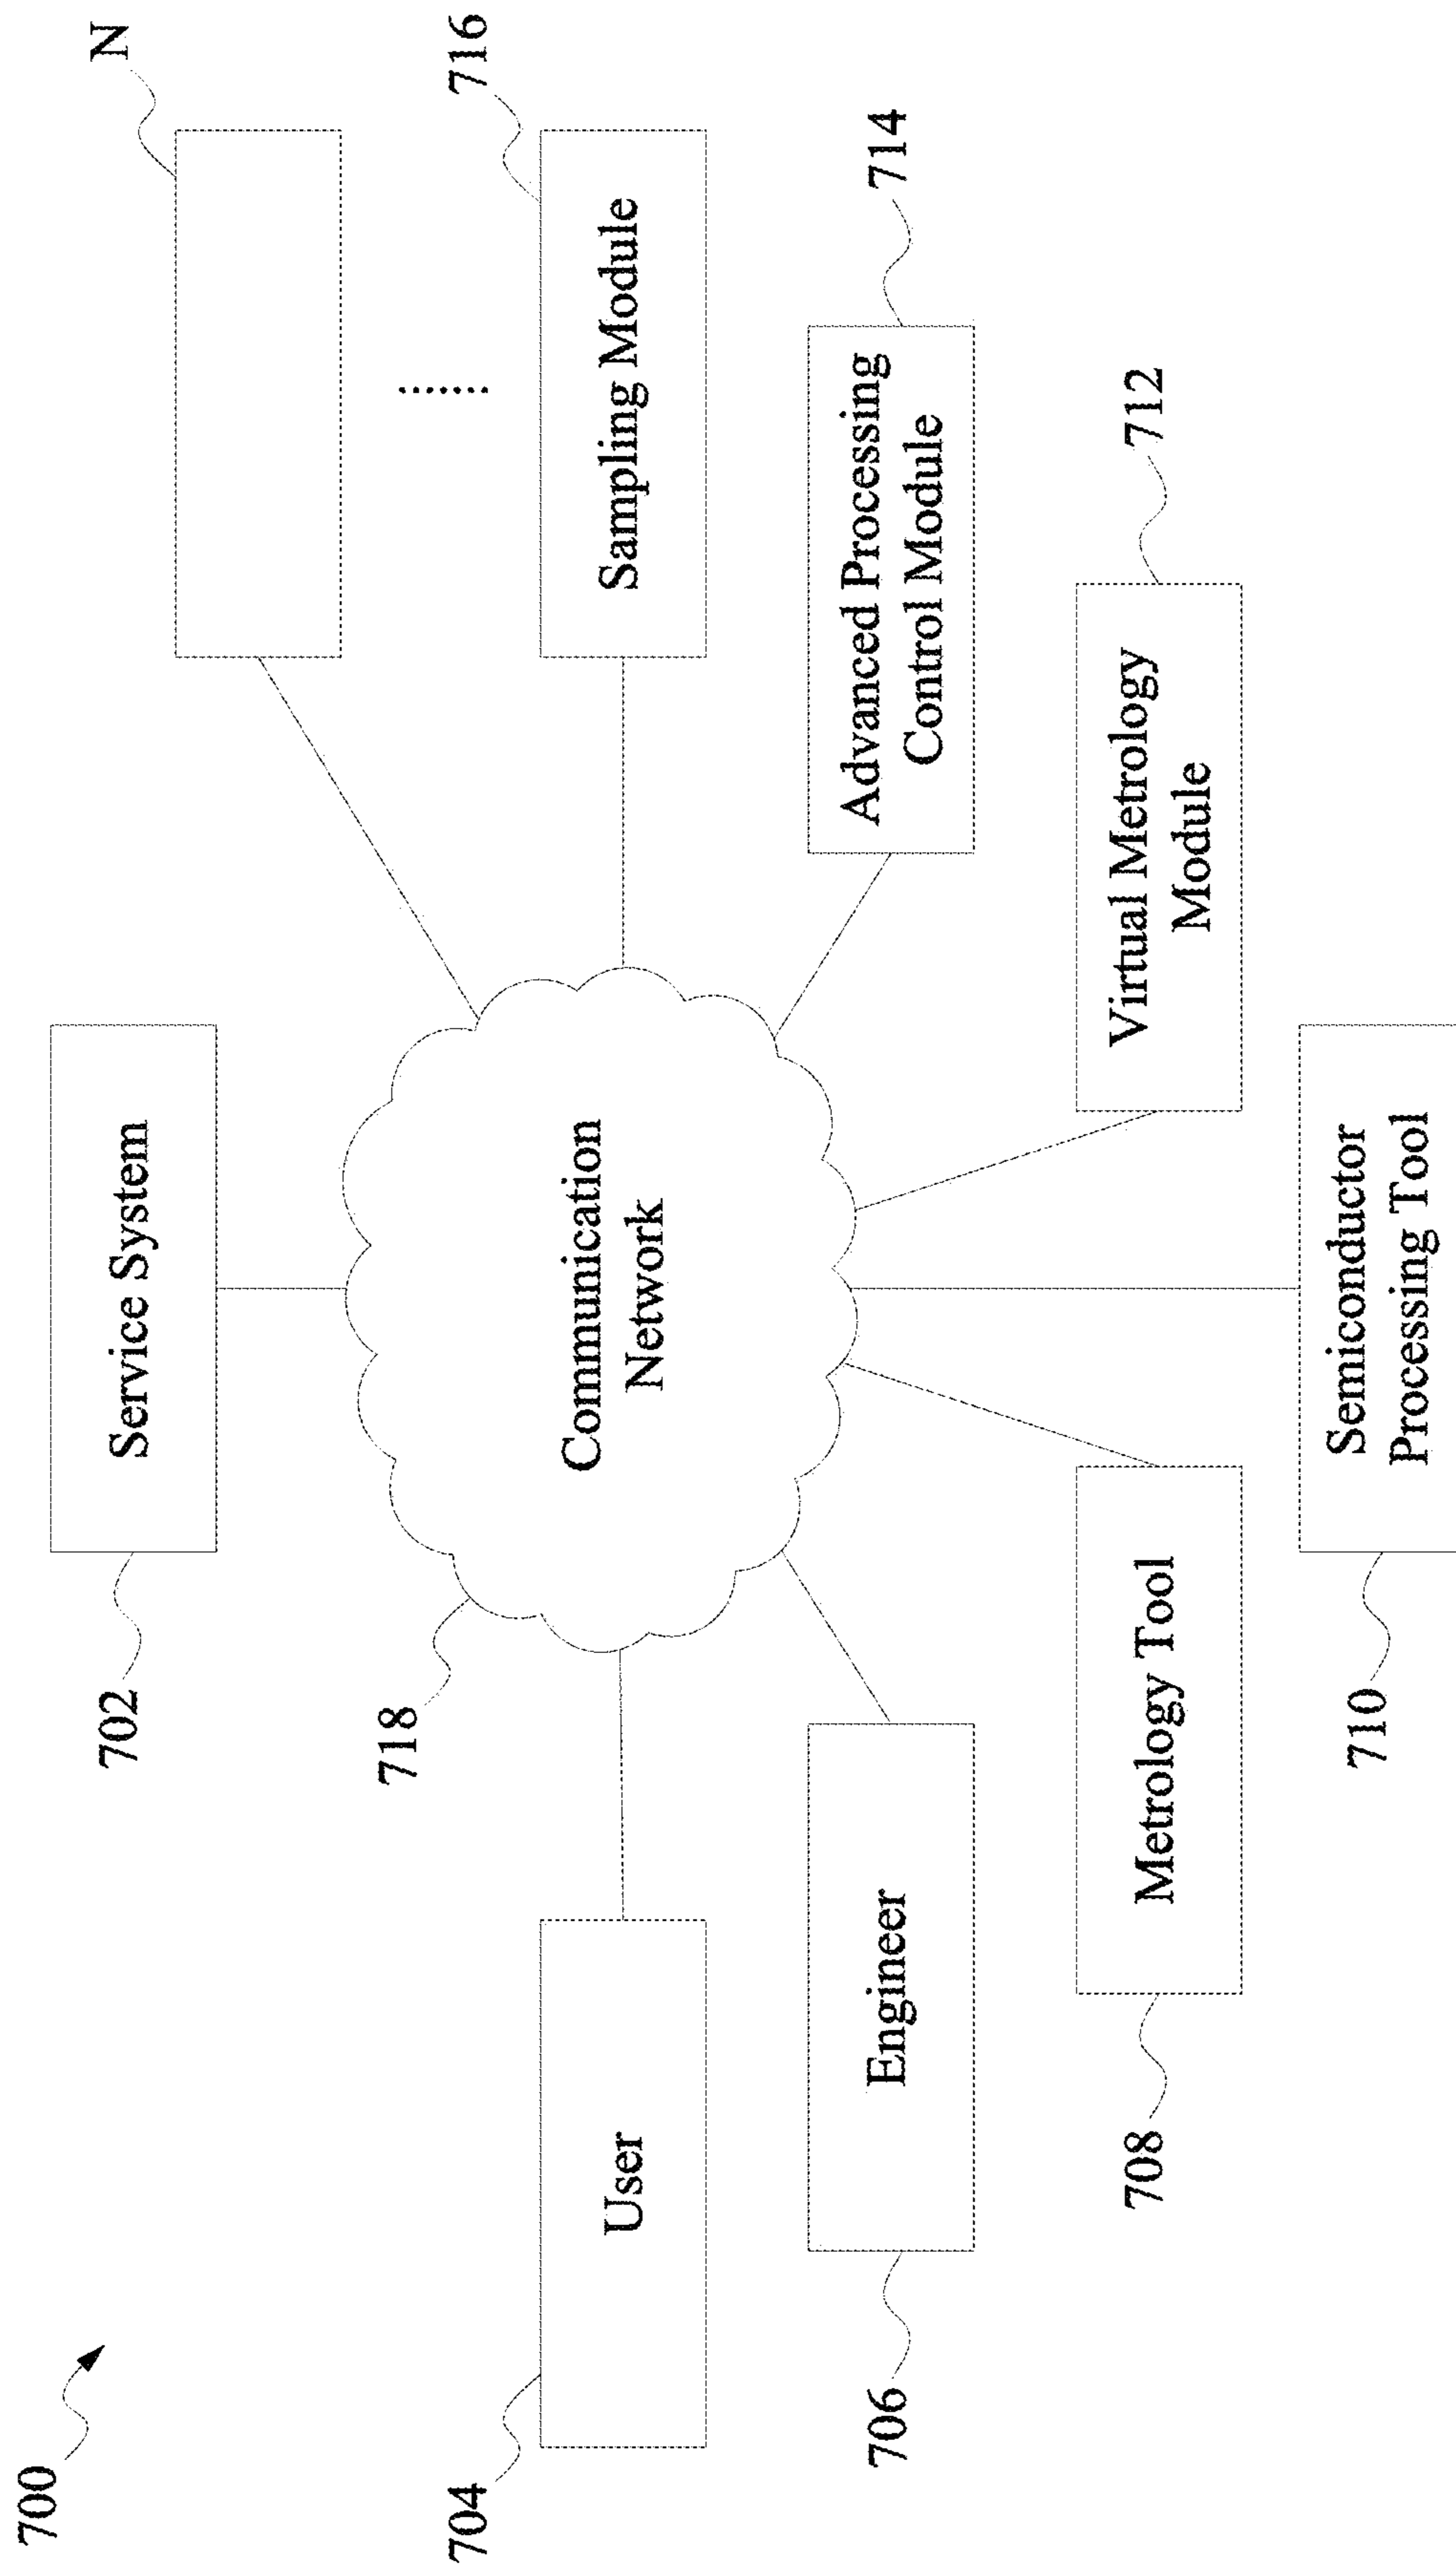 700
702
Service System
N
718
Communication
Network
704
User
716
Sampling Module
706
Engineer
714
Advanced Processing
Control Module
708
Metrology Tool
712
Virtual Metrology
Module
710
Semiconductor
Processing Tool